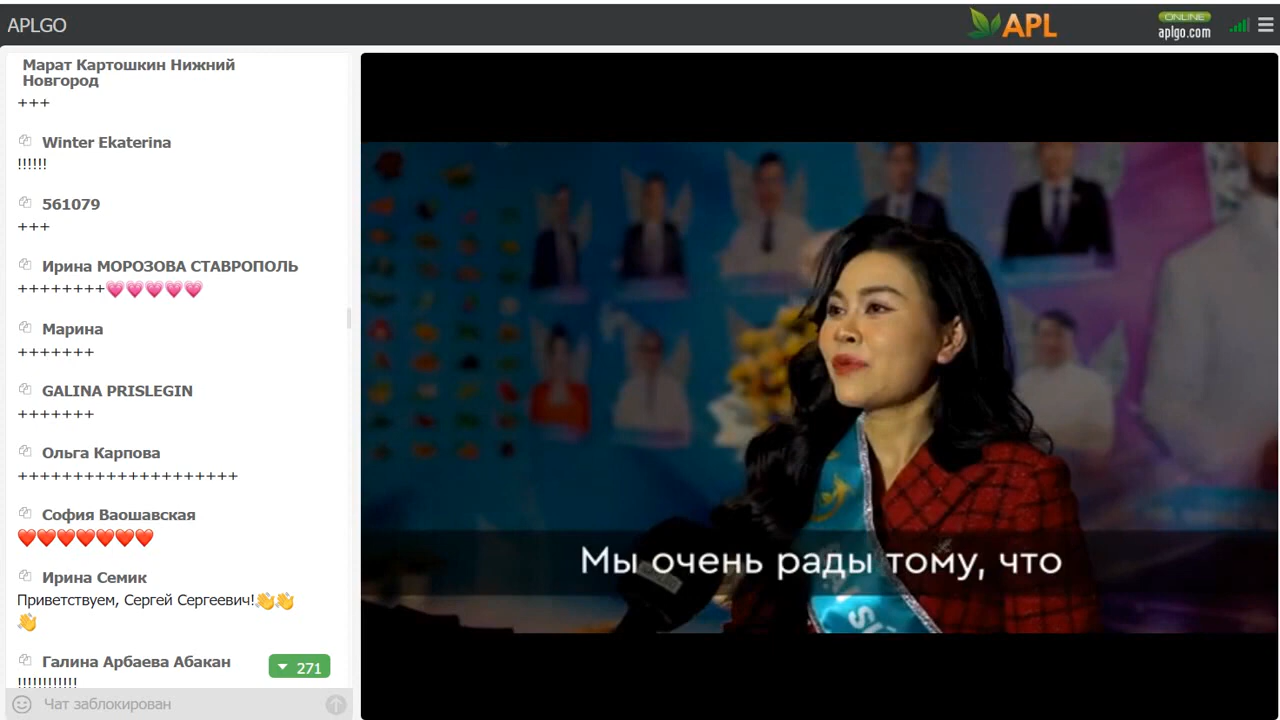 APLGO
APL
ONLINE
aplgo.com
Марат Картошкин Нижний
Новгород
+++
Winter Ekaterina
!!!!!!
561079
+++
Ирина МОРОЗОВА СТАВРОПОЛЬ
++++++++💗💗💗💗💗
Марина
+++++++
GALINA PRISLEGIN
+++++++
Ольга Карпова
++++++++++++++++++++
София Ваошавская
❤️❤️❤️❤️❤️❤️❤️
Ирина Семик
Приветствуем, Сергей Сергеевич!👋👋
👋
Галина Арбаева Абакан
271
!!!!!!!!!!!!
Чат заблокирован
Мы очень рады тому, что